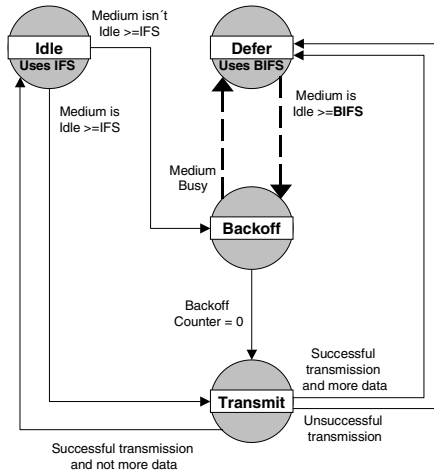 Medium isn´t
Idle >=IFS
Idle
Uses IFS
Defer
Uses BIFS
Medium is
Idle >=IFS
Medium is
Idle >=BIFS
Medium
Busy
Backoff
Backoff
Counter = 0
Successful
transmission
and more data
Transmit
Unsuccessful
transmission
Successful transmission
and not more data